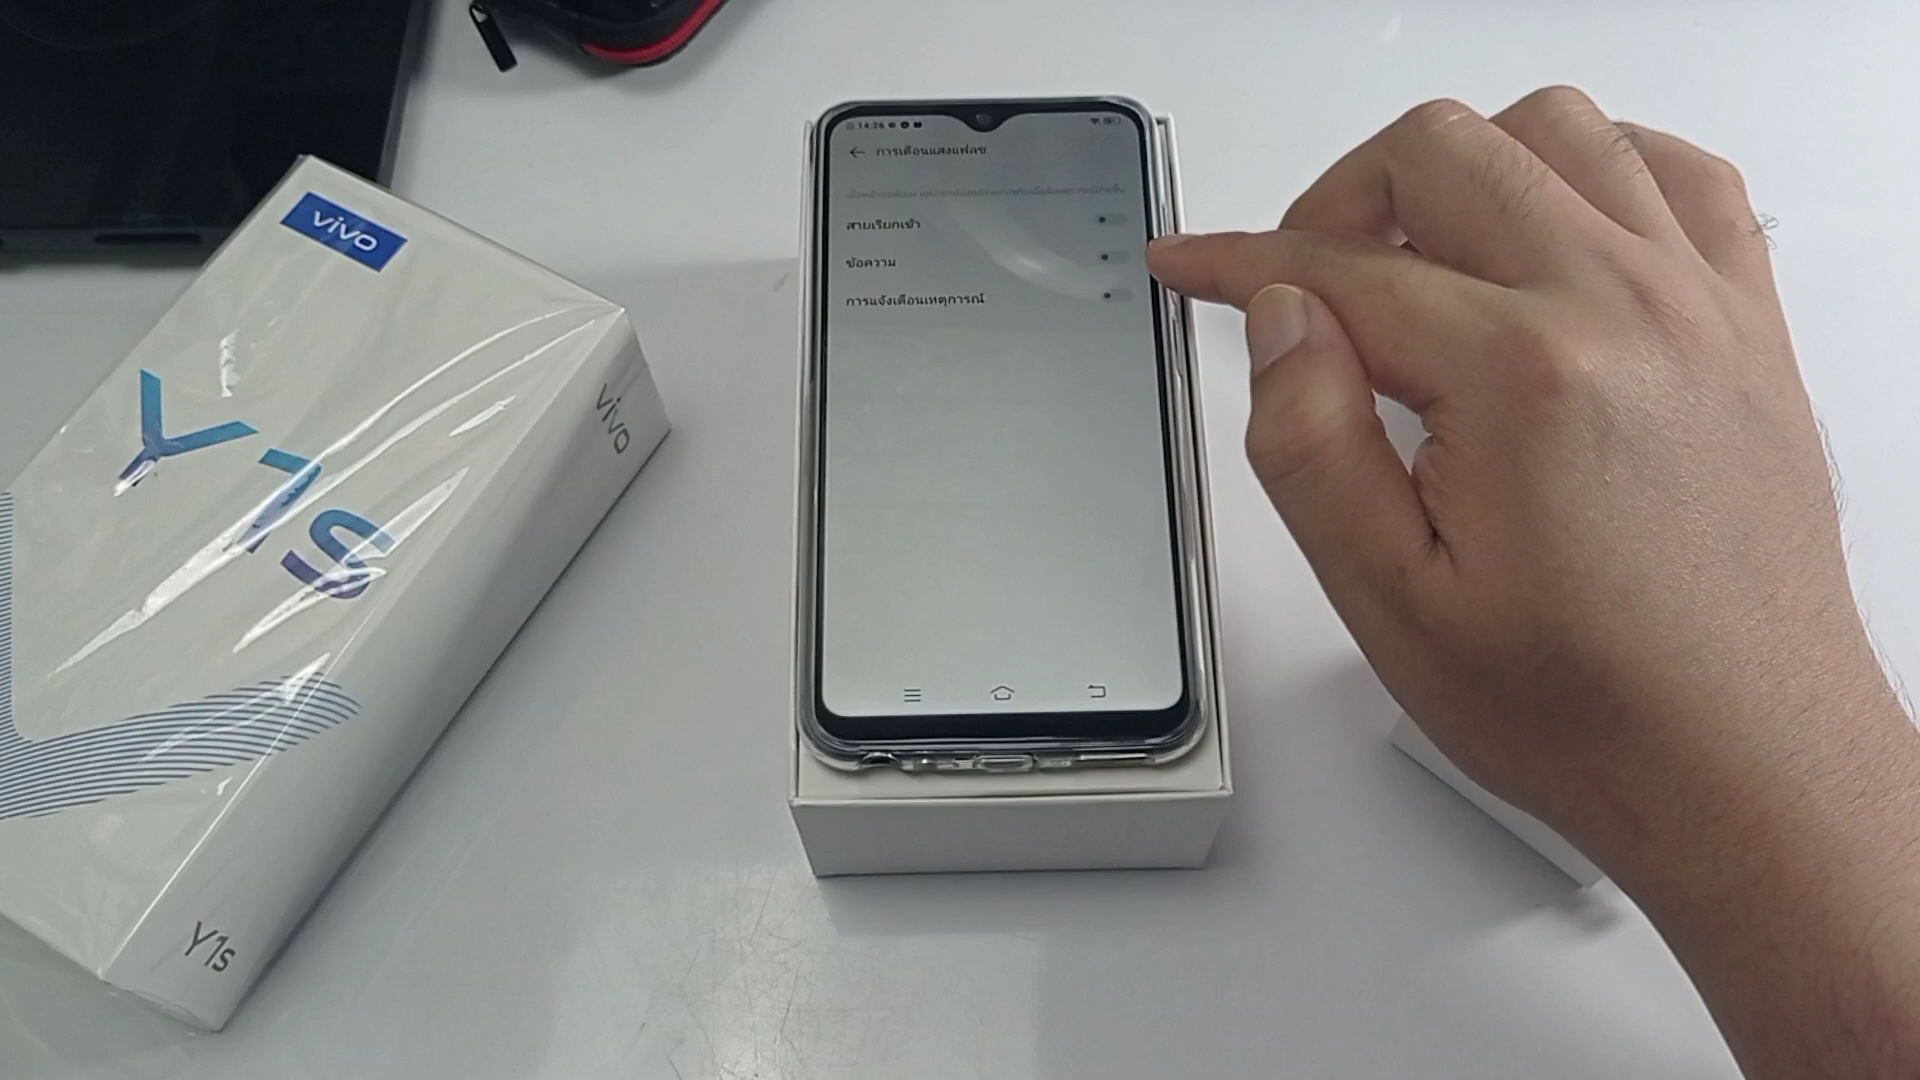 vivo
Y1s
vivo
Y1s
14:26
การเตือนแสงแฟลช
สายเรียกเข้า
ข้อความ
การแจ้งเตือนเหตุการณ์